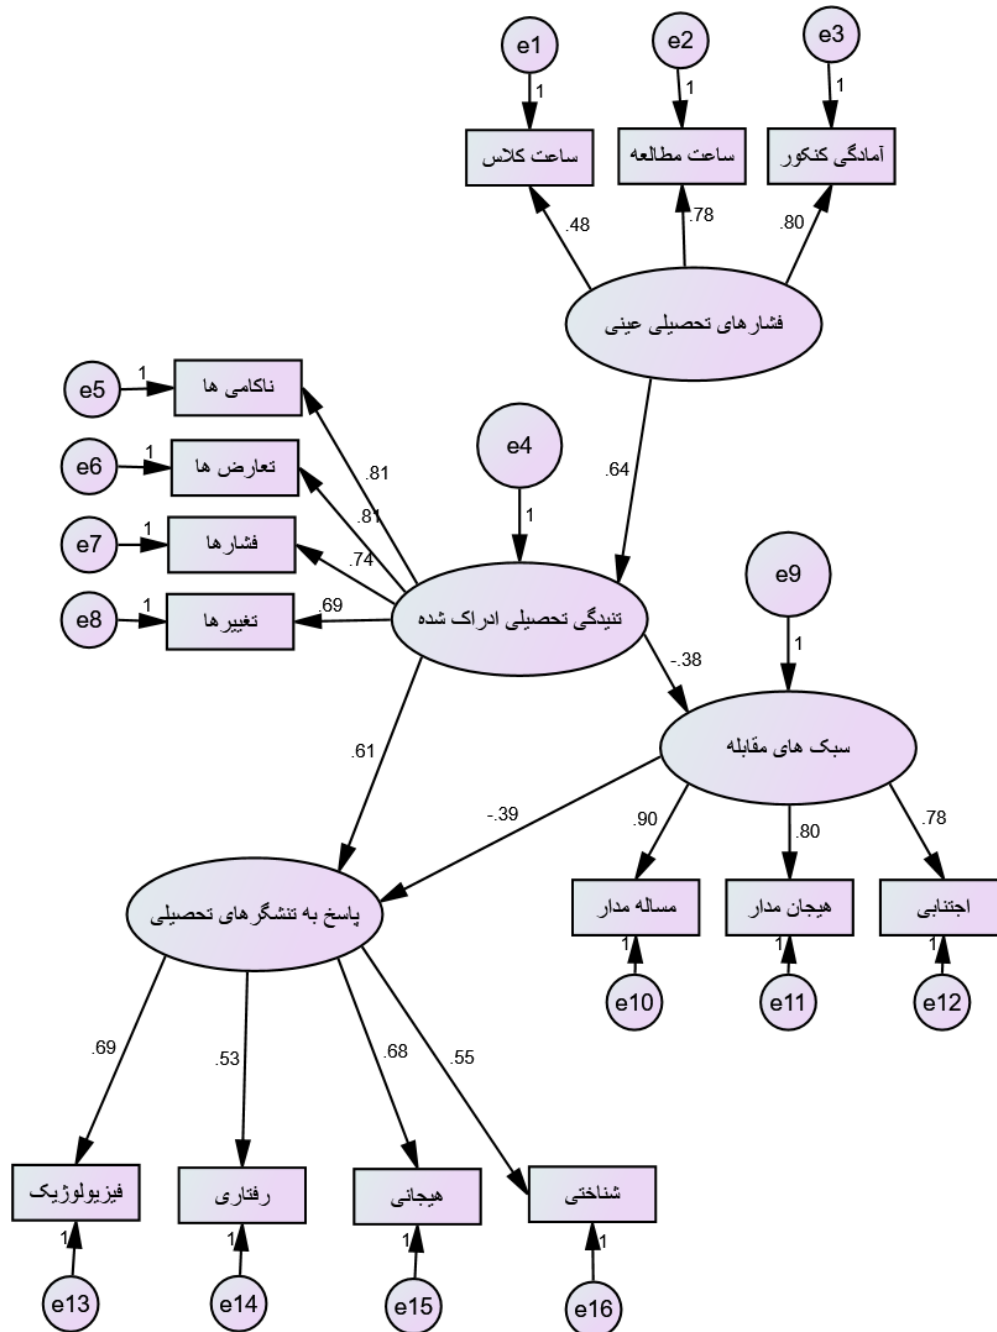 e1
e2
e3
1
1
1
ساعت کلاس
ساعت مطالعه
آمادگی کنکور
.48
.78
.80
فشارهای تحصیلی عینی
e5
1
ناکامی ها
e6
1
تعارض ها
e7
1
فشارها
e8
1
تغییرها
.81
.81
.74
.69
e4
1
.64
تنیدگی تحصیلی ادراک شده
e9
1
-.38
سبک های مقابله
.61
-.39
.90
.80
.78
مساله مدار
هیجان مدار
اجتنابی
1
1
1
e10
e11
e12
پاسخ به تنشگرهای تحصیلی
.69
.53
.68
.55
فیزیولوژیک
رفتاری
هیجانی
شناختی
1
1
1
1
e13
e14
e15
e16